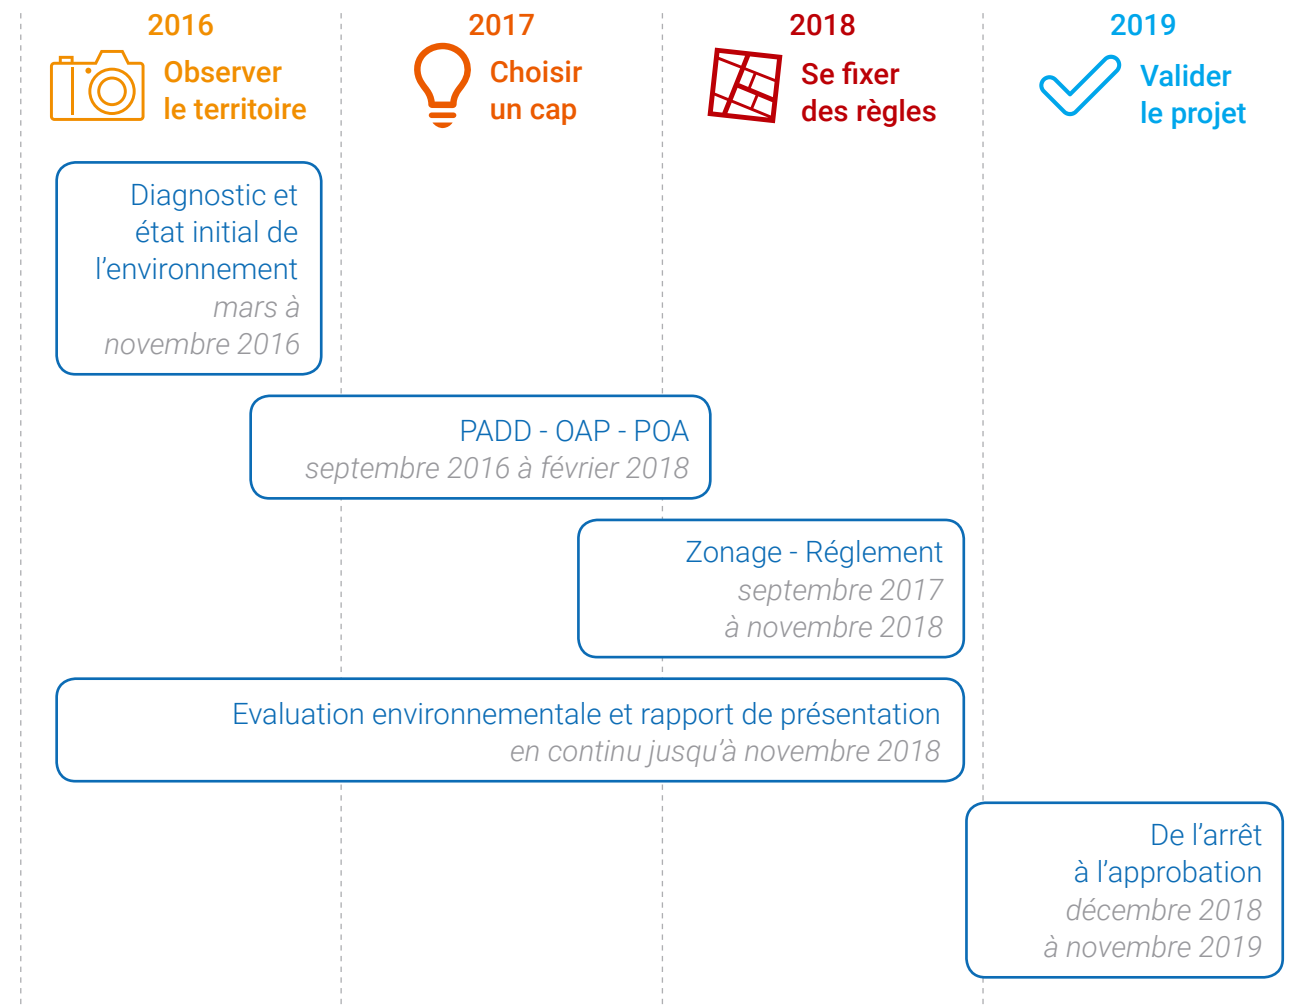 2016
Observer
le territoire
2017
Choisir
un cap
2018
Se fixer
des règles
2019
Valider
le projet
Diagnostic et
état initial de
l’environnement
mars à
novembre 2016
PADD - OAP - POA
septembre 2016 à février 2018
Zonage - Réglement
septembre 2017
à novembre 2018
Evaluation environnementale et rapport de présentation
en continu jusqu’à novembre 2018
De l’arrêt
à l’approbation
décembre 2018
à novembre 2019